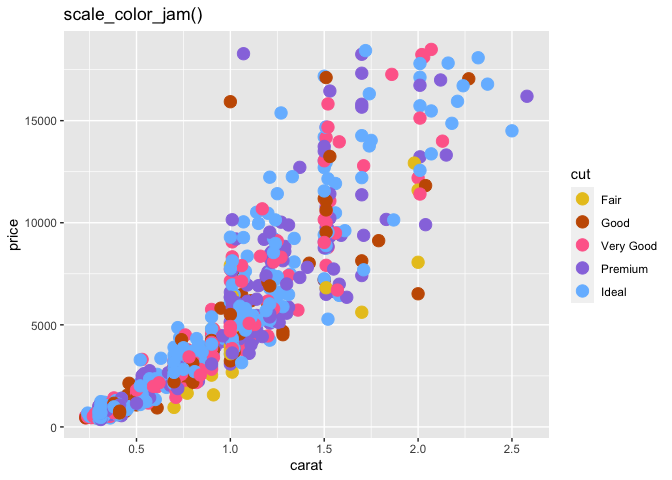 scale_color_jam()
15000
10000
5000
0
price
0.5 1.0 1.5 2.0 2.5
carat
cut
Fair
Good
Very Good
Premium
Ideal